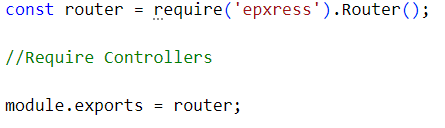 const router = require('epxress').Router();
//Require Controllers
module.exports = router;